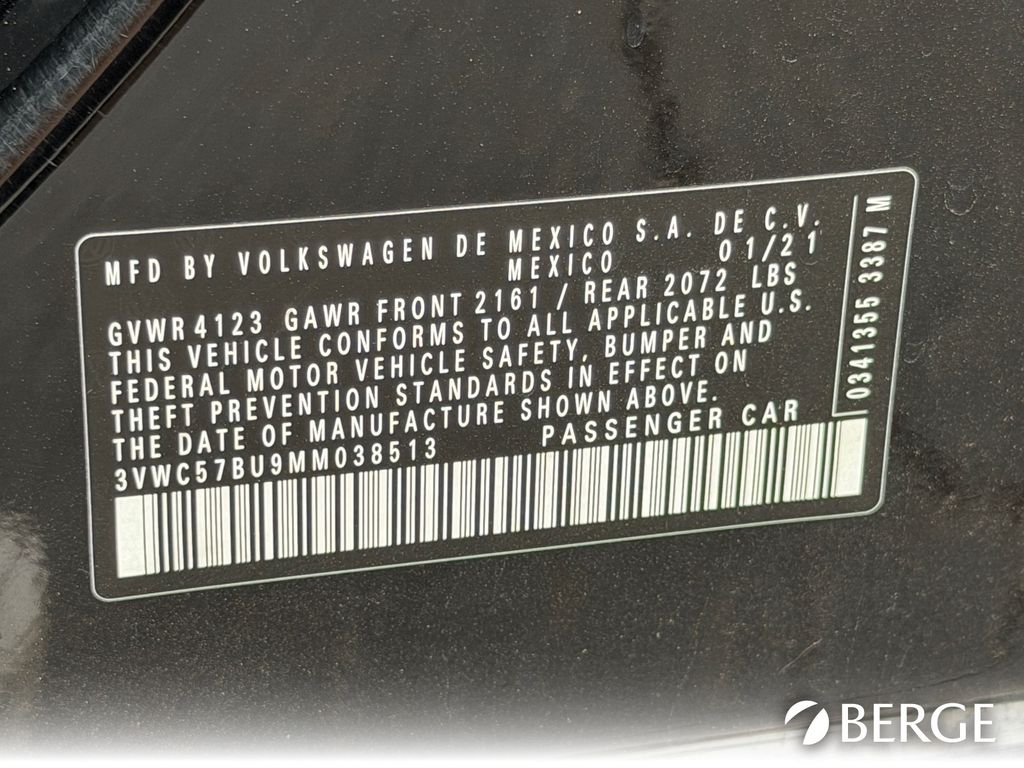 MFD BY VOLKSWAGEN DE MEXICO S.A. DE C.V.
MEXICO 01/21
GVWR 4123 GAWR FRONT 2161 / REAR 2072 LBS
THIS VEHICLE CONFORMS TO ALL APPLICABLE U.S.
FEDERAL MOTOR VEHICLE SAFETY, BUMPER AND
THEFT PREVENTION STANDARDS IN EFFECT ON
THE DATE OF MANUFACTURE SHOWN ABOVE.
3VWC57BU9MM038513 PASSENGER CAR
0341355 3387 M
BERGE